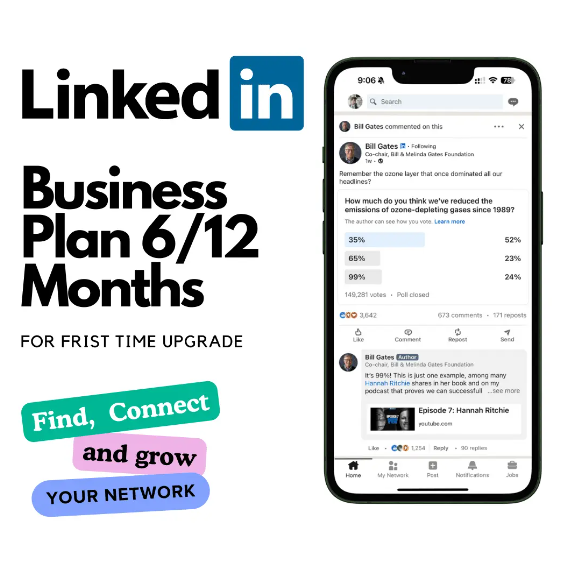 Linked in
Business
Plan 6/12
Months
FOR FRIST TIME UPGRADE
Find, Connect
and grow
YOUR NETWORK
9:06
78
Search
Bill Gates commented on this
Bill Gates in • Following
Co-chair, Bill & Melinda Gates Foundation
1w •
Remember the ozone layer that once dominated all our
headlines?
How much do you think we've reduced the
emissions of ozone-depleting gases since 1989?
The author can see how you vote. Learn more
35% 52%
65% 23%
99% 24%
149,281 votes • Poll closed
3,642 673 comments • 171 reposts
Like Comment Repost Send
Bill Gates Author
Co-chair, Bill & Melinda Gates Foundation
It's 99%! This is just one example, among many
Hannah Ritchie shares in her book and on my
podcast that proves we can successfull ...see more
Episode 7: Hannah Ritchie
youtube.com
Like • 1,254 Reply • 90 replies
Home My Network Post Notifications Jobs